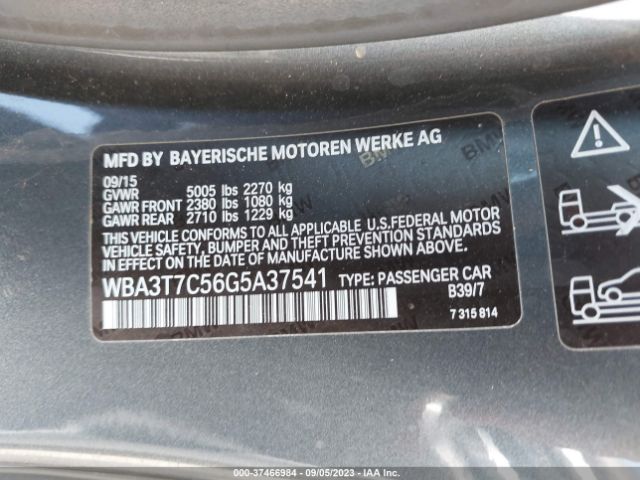 MFD BY BAYERISCHE MOTOREN WERKE AG
09/15
GVWR 5005 lbs 2270 kg
GAWR FRONT 2380 lbs 1080 kg
GAWR REAR 2710 lbs 1229 kg
THIS VEHICLE CONFORMS TO ALL APPLICABLE U.S.FEDERAL MOTOR
VEHICLE SAFETY, BUMPER AND THEFT PREVENTION STANDARDS
IN EFFECT ON THE DATE OF MANUFACTURE SHOWN ABOVE.
WBA3T7C56G5A37541 TYPE: PASSENGER CAR
B39/7
7 315 814
000-37466984 - 09/05/2023 - IAA Inc.